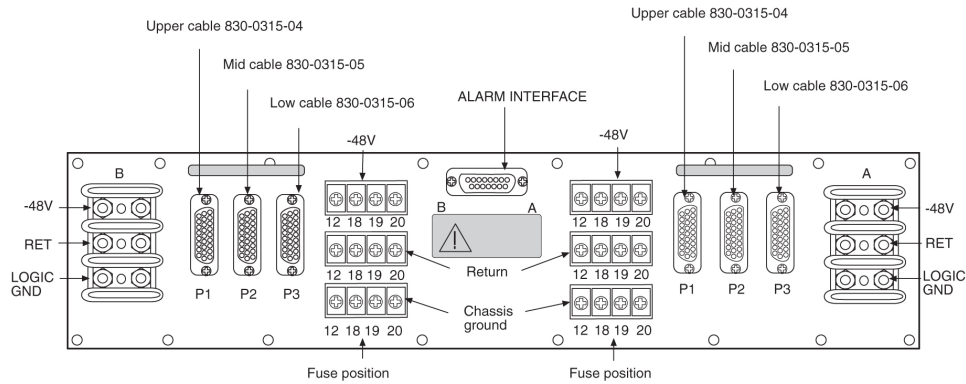 Upper cable 830-0315-04
Mid cable 830-0315-05
Low cable 830-0315-06
-48V
ALARM INTERFACE
Upper cable 830-0315-04
Mid cable 830-0315-05
Low cable 830-0315-06
-48V
B
-48V
RET
LOGIC
GND
P1 P2 P3
12 18 19 20
12 18 19 20
12 18 19 20
Fuse position
B A
Return
Chassis
ground
12 18 19 20
12 18 19 20
12 18 19 20
Fuse position
P1 P2 P3
A
-48V
RET
LOGIC
GND